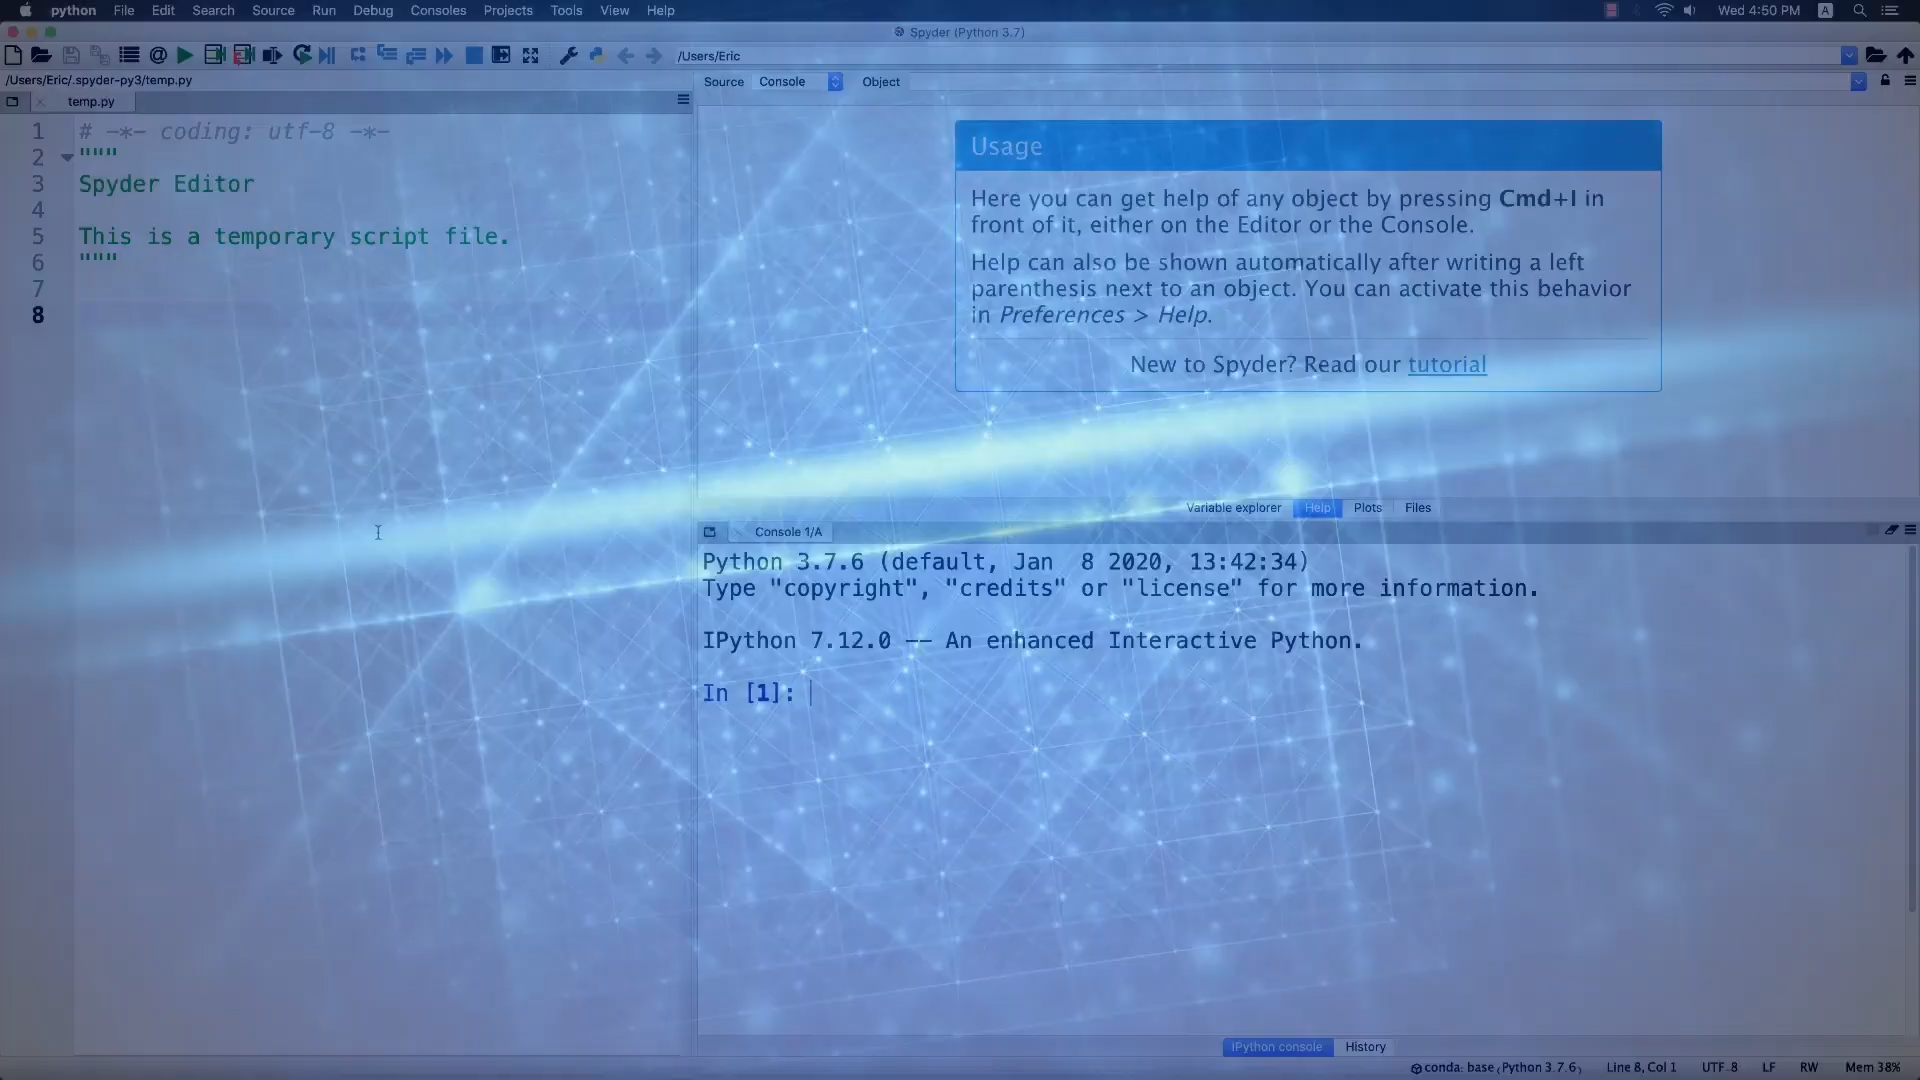 python File Edit Search Source Run Debug Consoles Projects Tools View Help Wed 4:50 PM A
Spyder (Python 3.7)
/Users/Eric
/Users/Eric/.spyder-py3/temp.py
Source Console Object
temp.py
1 # -*- coding: utf-8 -*-
2 """
3 Spyder Editor
4
5 This is a temporary script file.
6 """
7
8
Usage
Here you can get help of any object by pressing Cmd+I in
front of it, either on the Editor or the Console.
Help can also be shown automatically after writing a left
parenthesis next to an object. You can activate this behavior
in Preferences > Help.
New to Spyder? Read our tutorial
Variable explorer Help Plots Files
Console 1/A
Python 3.7.6 (default, Jan  8 2020, 13:42:34)
Type "copyright", "credits" or "license" for more information.
IPython 7.12.0 -- An enhanced Interactive Python.
In [1]:
IPython console History
conda: base (Python 3.7.6) Line 8, Col 1 UTF-8 LF RW Mem 38%